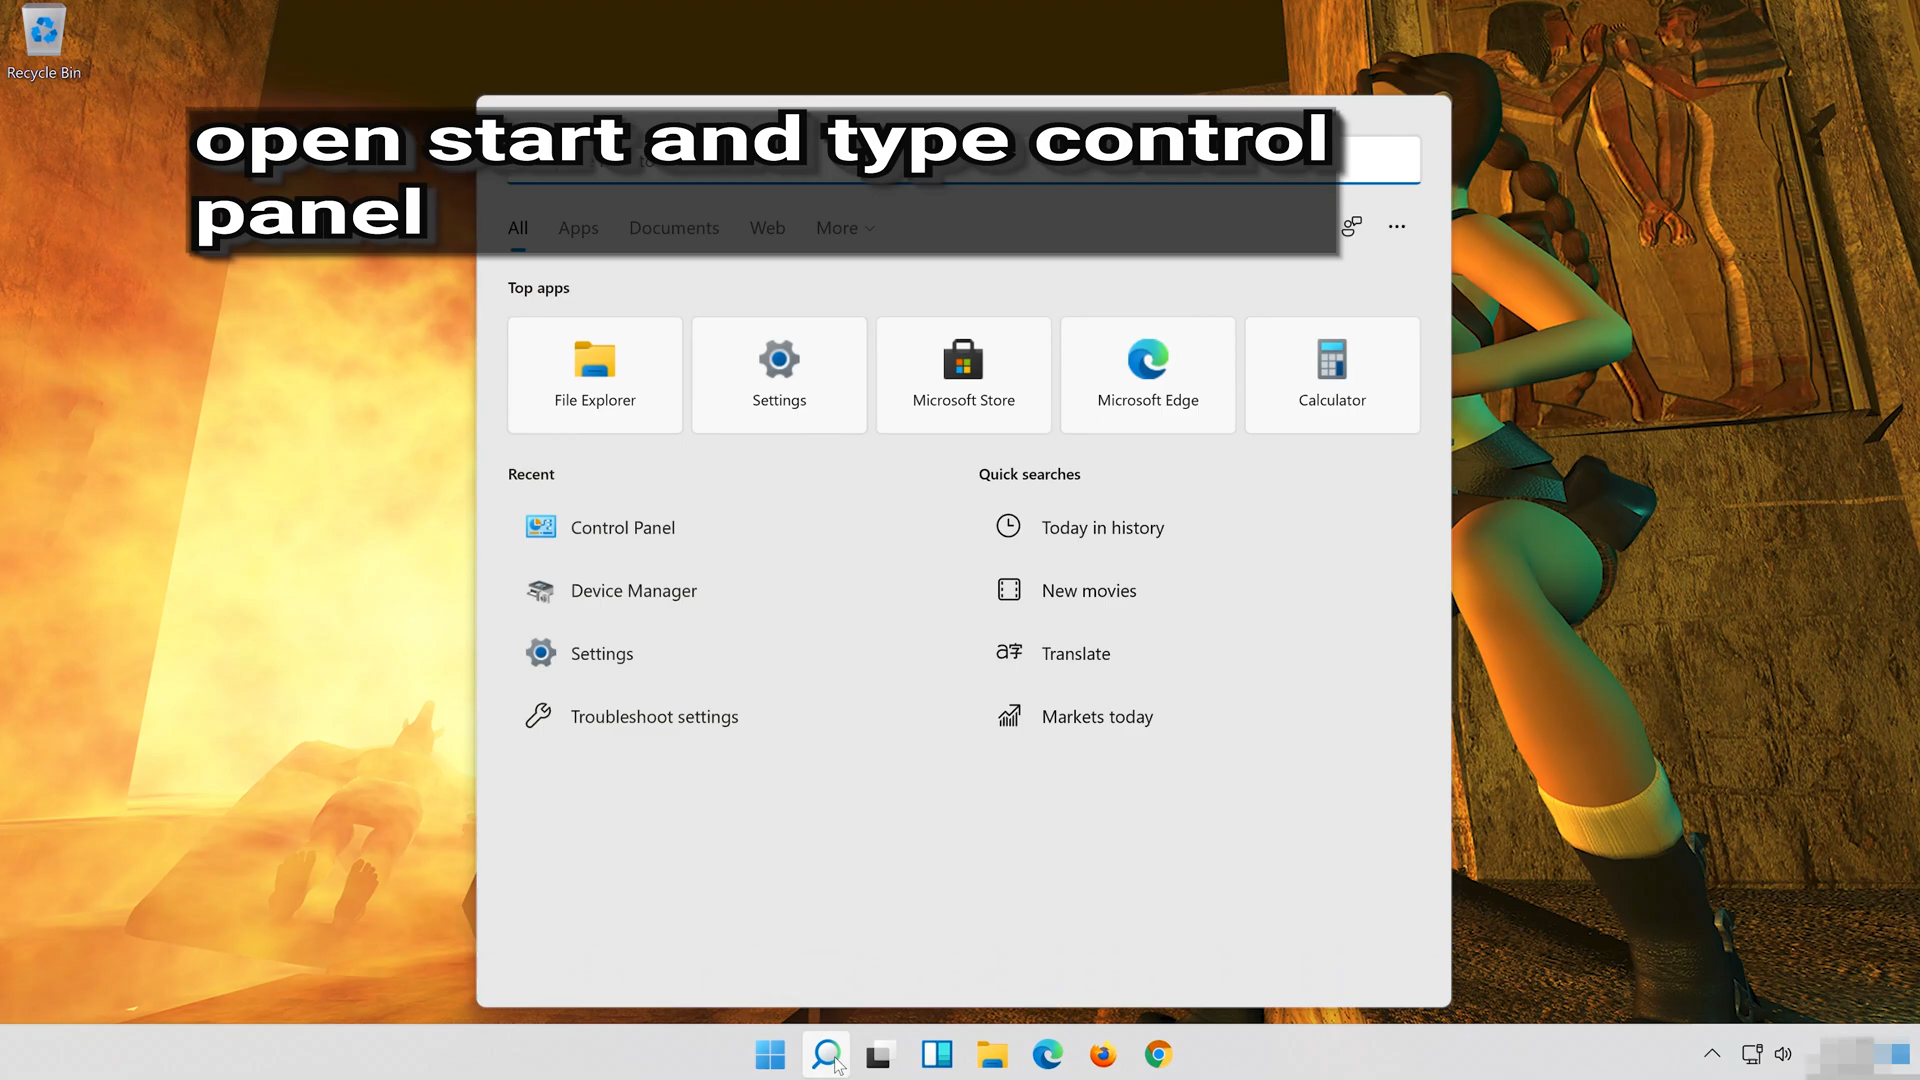 Recycle Bin
open start and type control
panel
All Apps Documents Web More
Top apps
File Explorer Settings Microsoft Store Microsoft Edge Calculator
Recent
Quick searches
Control Panel
Today in history
Device Manager
New movies
Settings
Translate
Troubleshoot settings
Markets today